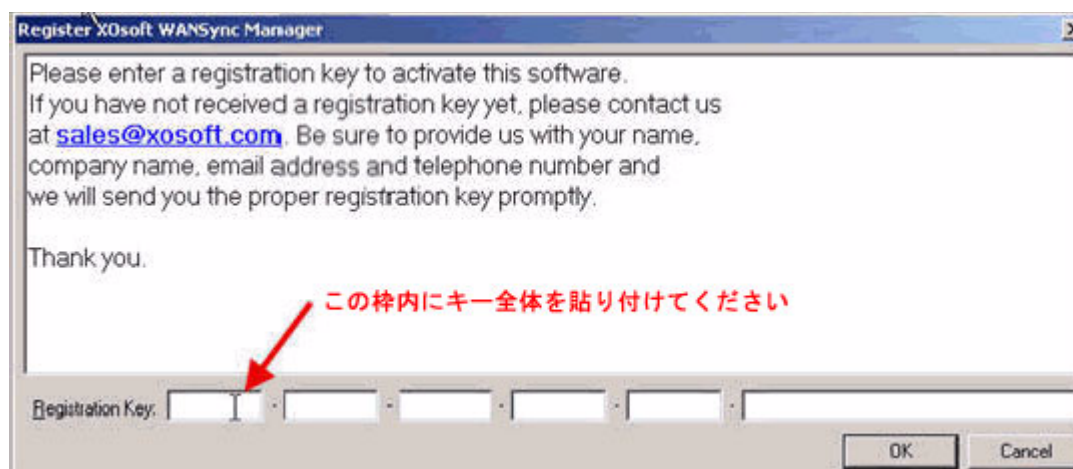 Register XOsoft WANSync Manager
Please enter a registration key to activate this software.
If you have not received a registration key yet, please contact us
at sales@xosoft.com. Be sure to provide us with your name,
company name, email address and telephone number and
we will send you the proper registration key promptly.
Thank you.
この枠内にキー全体を貼り付けてください
Registration Key: - - - - -
OK Cancel